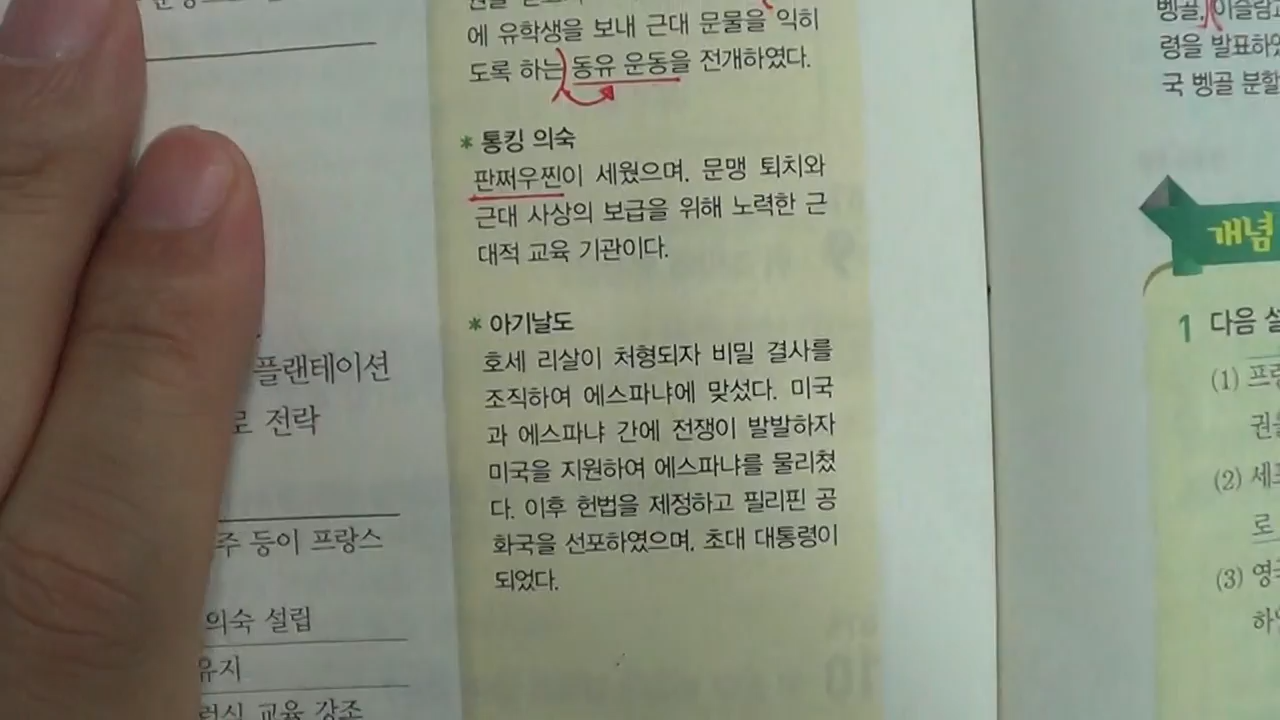 에 유학생을 보내 근대 문물을 익히
도록 하는 동유 운동을 전개하였다.
* 통킹 의숙
판쩌우찐이 세웠으며, 문맹 퇴치와
근대 사상의 보급을 위해 노력한 근
대적 교육 기관이다.
* 아기날도
호세 리살이 처형되자 비밀 결사를
조직하여 에스파냐에 맞섰다. 미국
과 에스파냐 간에 전쟁이 발발하자
미국을 지원하여 에스파냐를 물리쳤
다. 이후 헌법을 제정하고 필리핀 공
화국을 선포하였으며, 초대 대통령이
되었다.
플랜테이션
로 전락
주 등이 프랑스
의숙 설립
유지
교육 강조
벵골,
령을 발표하
국 벵골 분할
개념
1 다음
(1)
(2)
로
(3)